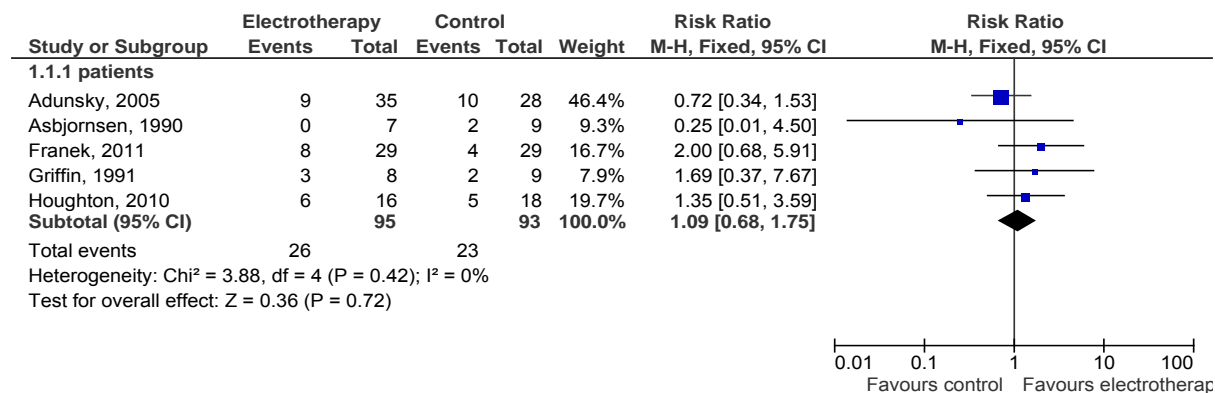 Electrotherapy Control Risk Ratio Risk Ratio
Study or Subgroup Events Total Events Total Weight M-H, Fixed, 95% CI M-H, Fixed, 95% CI
1.1.1 patients
Adunsky, 2005 9 35 10 28 46.4% 0.72 [0.34, 1.53]
Asbjornsen, 1990 0 7 2 9 9.3% 0.25 [0.01, 4.50]
Franek, 2011 8 29 4 29 16.7% 2.00 [0.68, 5.91]
Griffin, 1991 3 8 2 9 7.9% 1.69 [0.37, 7.67]
Houghton, 2010 6 16 5 18 19.7% 1.35 [0.51, 3.59]
Subtotal (95% CI) 95 93 100.0% 1.09 [0.68, 1.75]
Total events 26 23
Heterogeneity: Chi² = 3.88, df = 4 (P = 0.42); I² = 0%
Test for overall effect: Z = 0.36 (P = 0.72)
0.01 0.1 1 10 100
Favours control Favours electrotherap